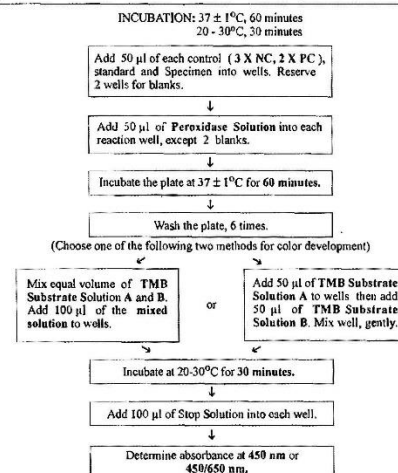 INCUBATION: 37 ± 1°C, 60 minutes
20 - 30°C, 30 minutes
Add 50 µl of each control ( 3 X NC, 2 X PC ),
standard and Specimen into wells. Reserve
2 wells for blanks.
Add 50 µl of Peroxidase Solution into each
reaction well, except 2 blanks.
Incubate the plate at 37 ± 1°C for 60 minutes.
Wash the plate, 6 times.
(Choose one of the following two methods for color development)
Mix equal volume of TMB
Substrate Solution A and B.
Add 100 µl of the mixed
solution to wells.
or
Add 50 µl of TMB Substrate
Solution A to wells then add
50 µl of TMB Substrate
Solution B. Mix well, gently.
Incubate at 20-30°C for 30 minutes.
Add 100 µl of Stop Solution into each well.
Determine absorbance at 450 nm or
450/650 nm.